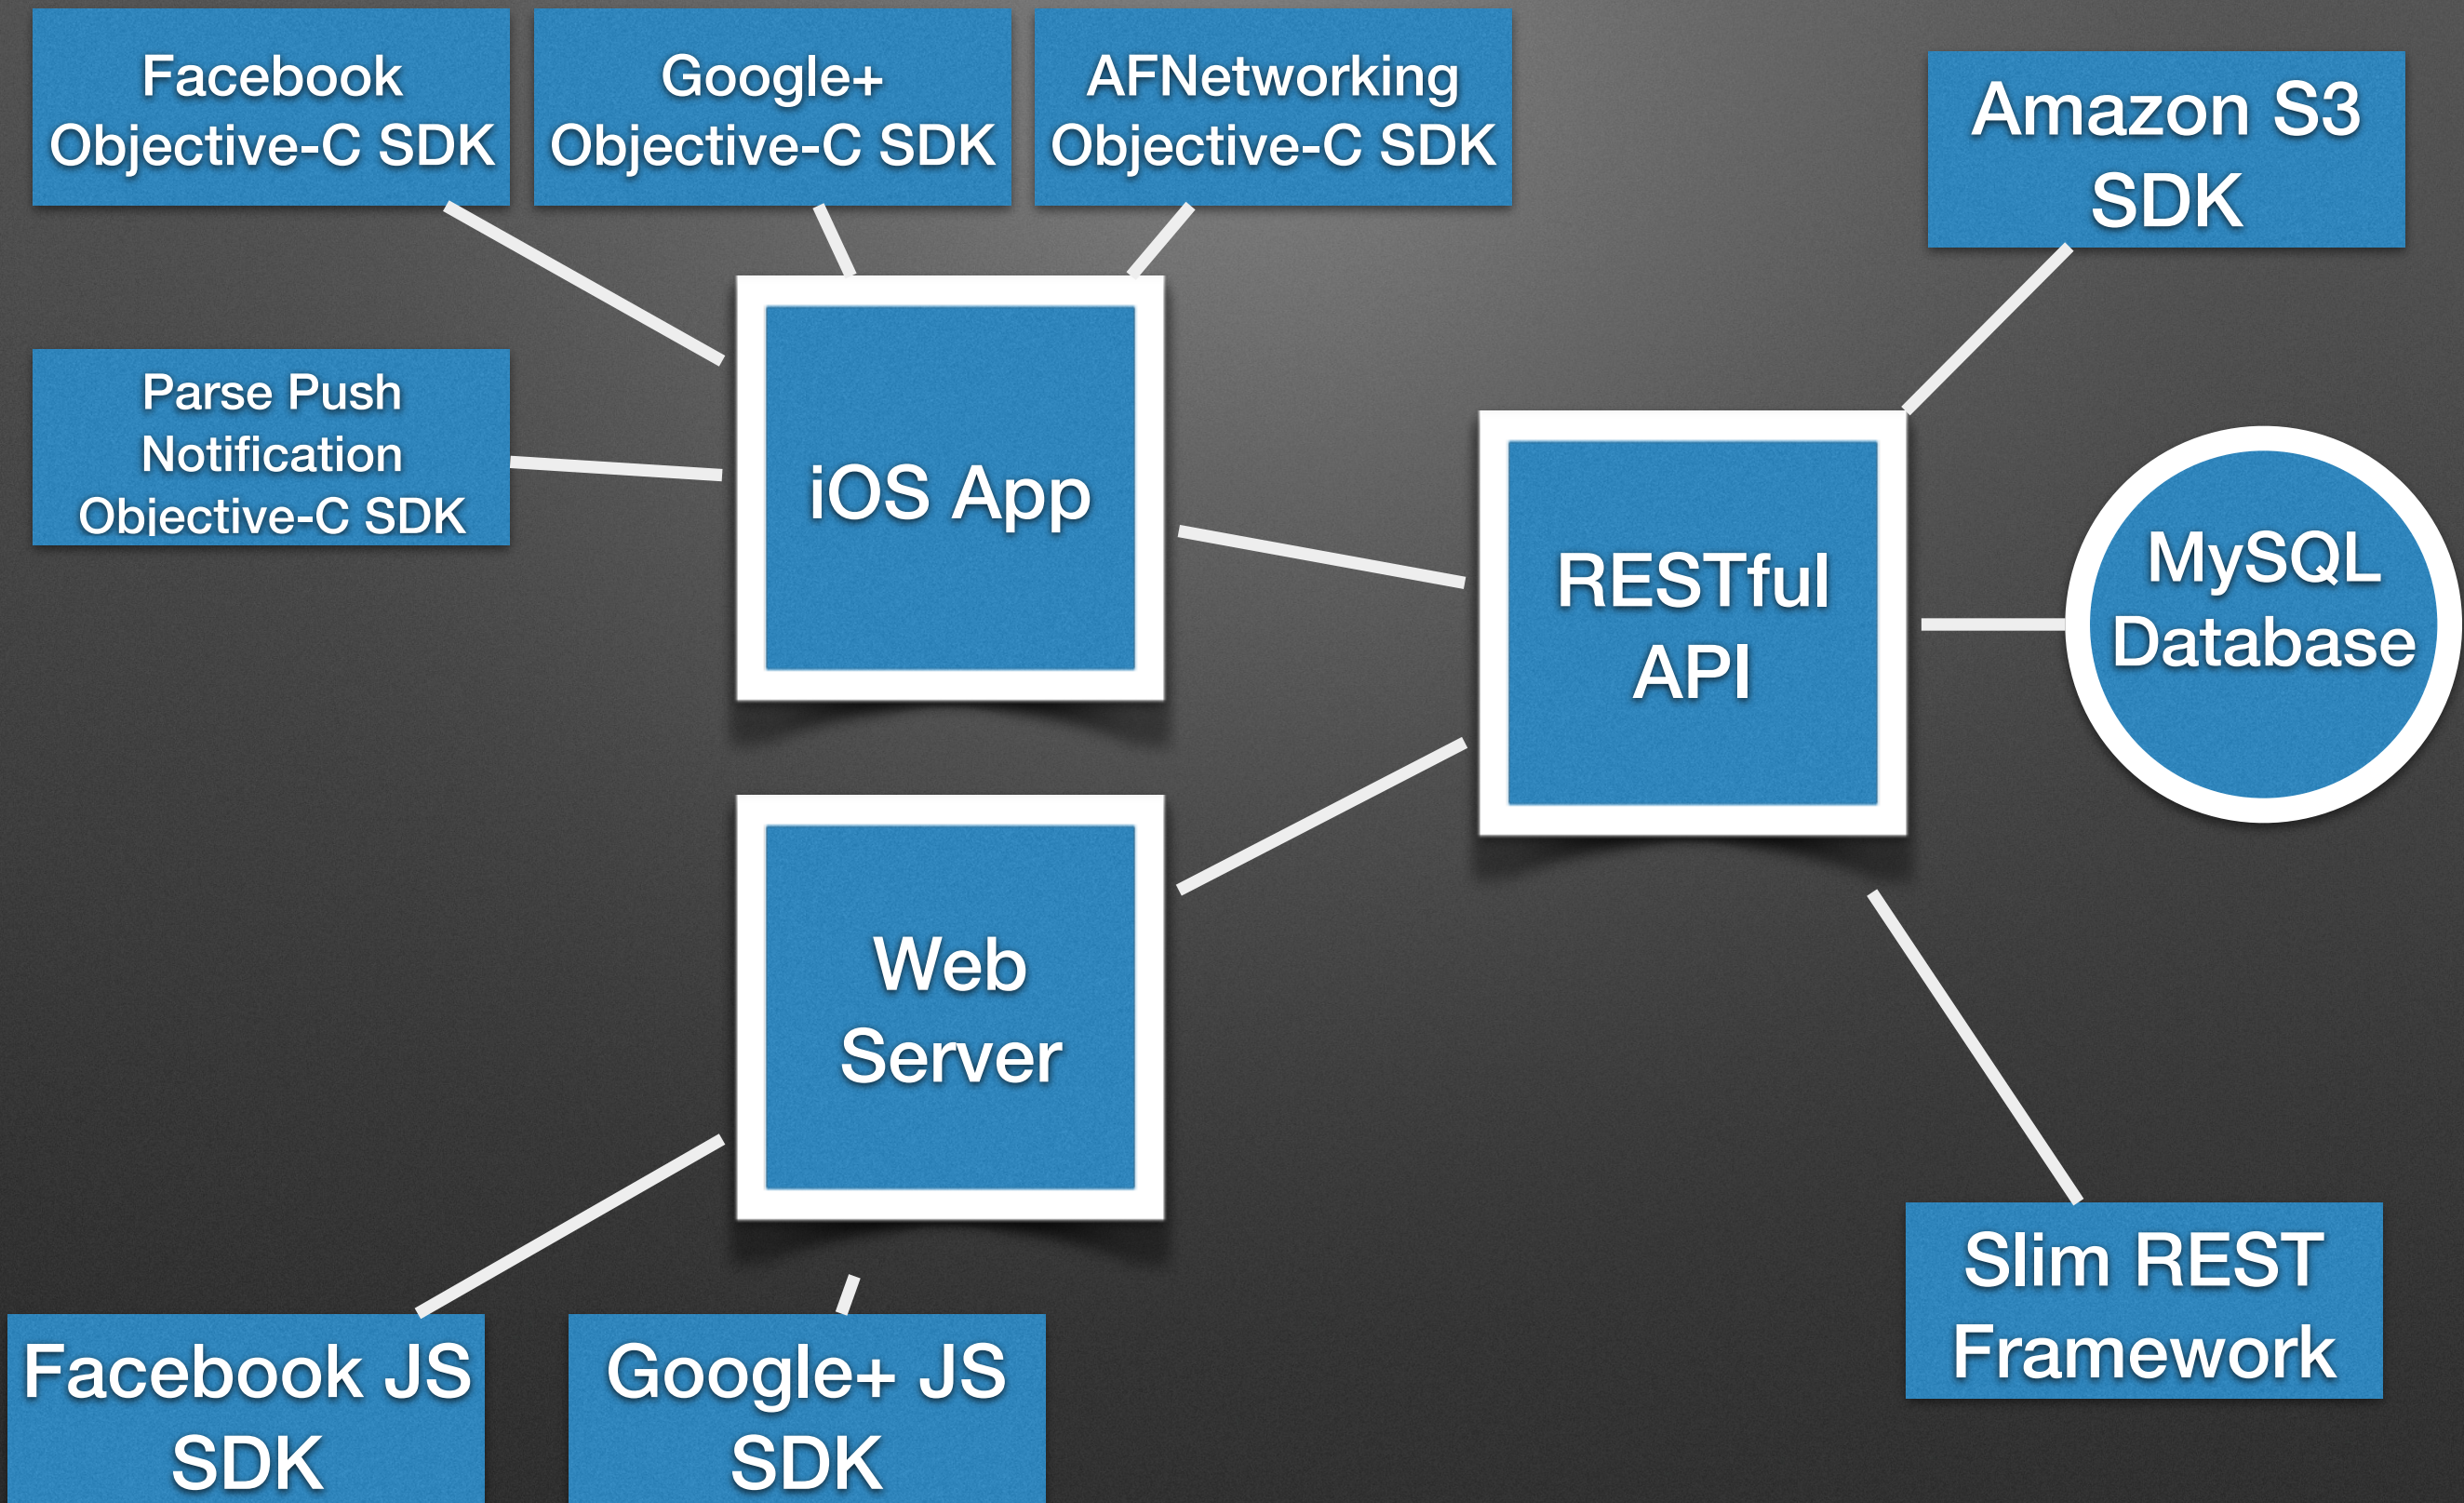 Facebook
Objective-C SDK
Google+
Objective-C SDK
AFNetworking
Objective-C SDK
Amazon S3
SDK
Parse Push
Notification
Objective-C SDK
iOS App
RESTful
API
MySQL
Database
Web
Server
Slim REST
Framework
Facebook JS
SDK
Google+ JS
SDK